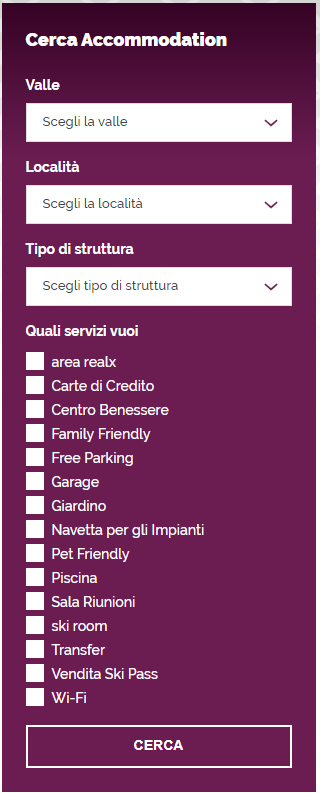 Cerca Accommodation
Valle
Scegli la valle
Località
Scegli la località
Tipo di struttura
Scegli tipo di struttura
Quali servizi vuoi
area realx
Carte di Credito
Centro Benessere
Family Friendly
Free Parking
Garage
Giardino
Navetta per gli Impianti
Pet Friendly
Piscina
Sala Riunioni
ski room
Transfer
Vendita Ski Pass
Wi-Fi
CERCA